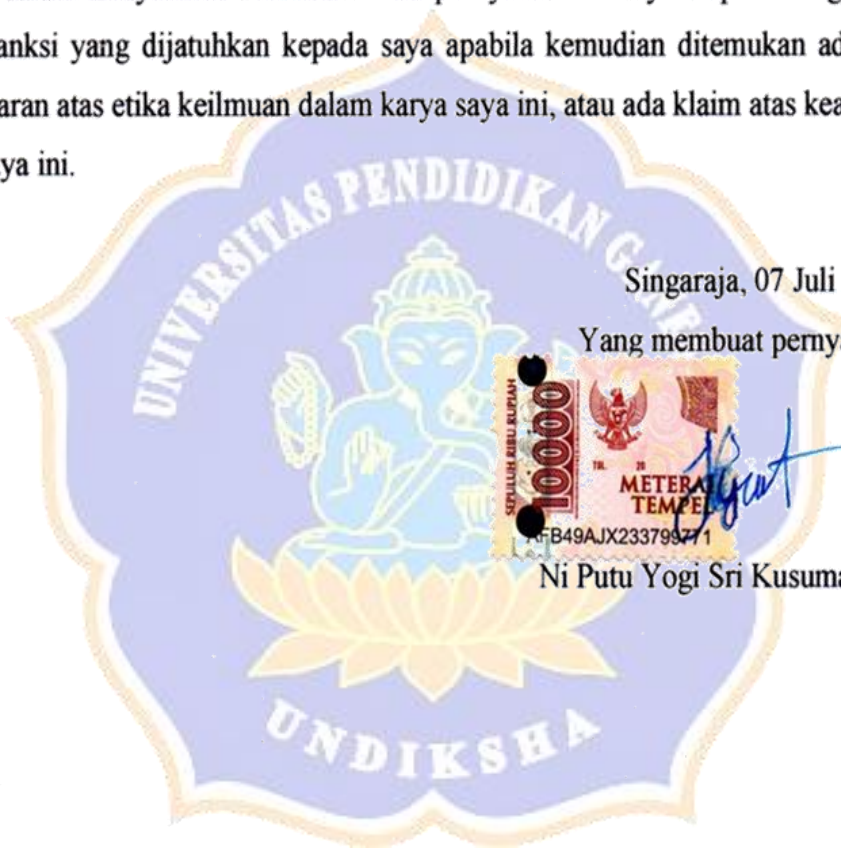 anksi yang dijatuhkan kepada saya apabila kemudian ditemukan ad
aran atas etika keilmuan dalam karya saya ini, atau ada klaim atas kea
ya ini.
UNIVERSITAS PENDIDIKAN GANE
Singaraja, 07 Juli
Yang membuat perny
SEPULUH RIBU RUPIAH
10000
METERAI
TEMPEL
FB49AJX233799771
Ni Putu Yogi Sri Kusuma
UNDIKSHA